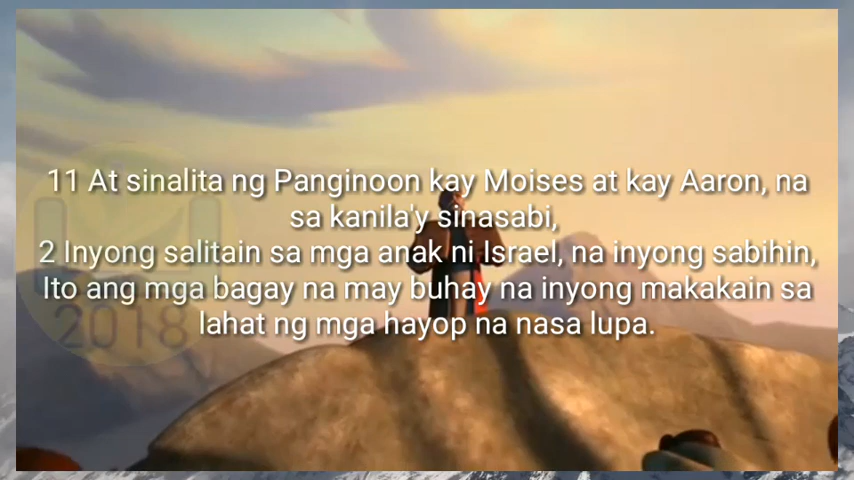 11 At sinalita ng Panginoon kay Moises at kay Aaron, na
sa kanila'y sinasabi,
2 Inyong salitain sa mga anak ni Israel, na inyong sabihin,
Ito ang mga bagay na may buhay na inyong makakain sa
lahat ng mga hayop na nasa lupa.
2018